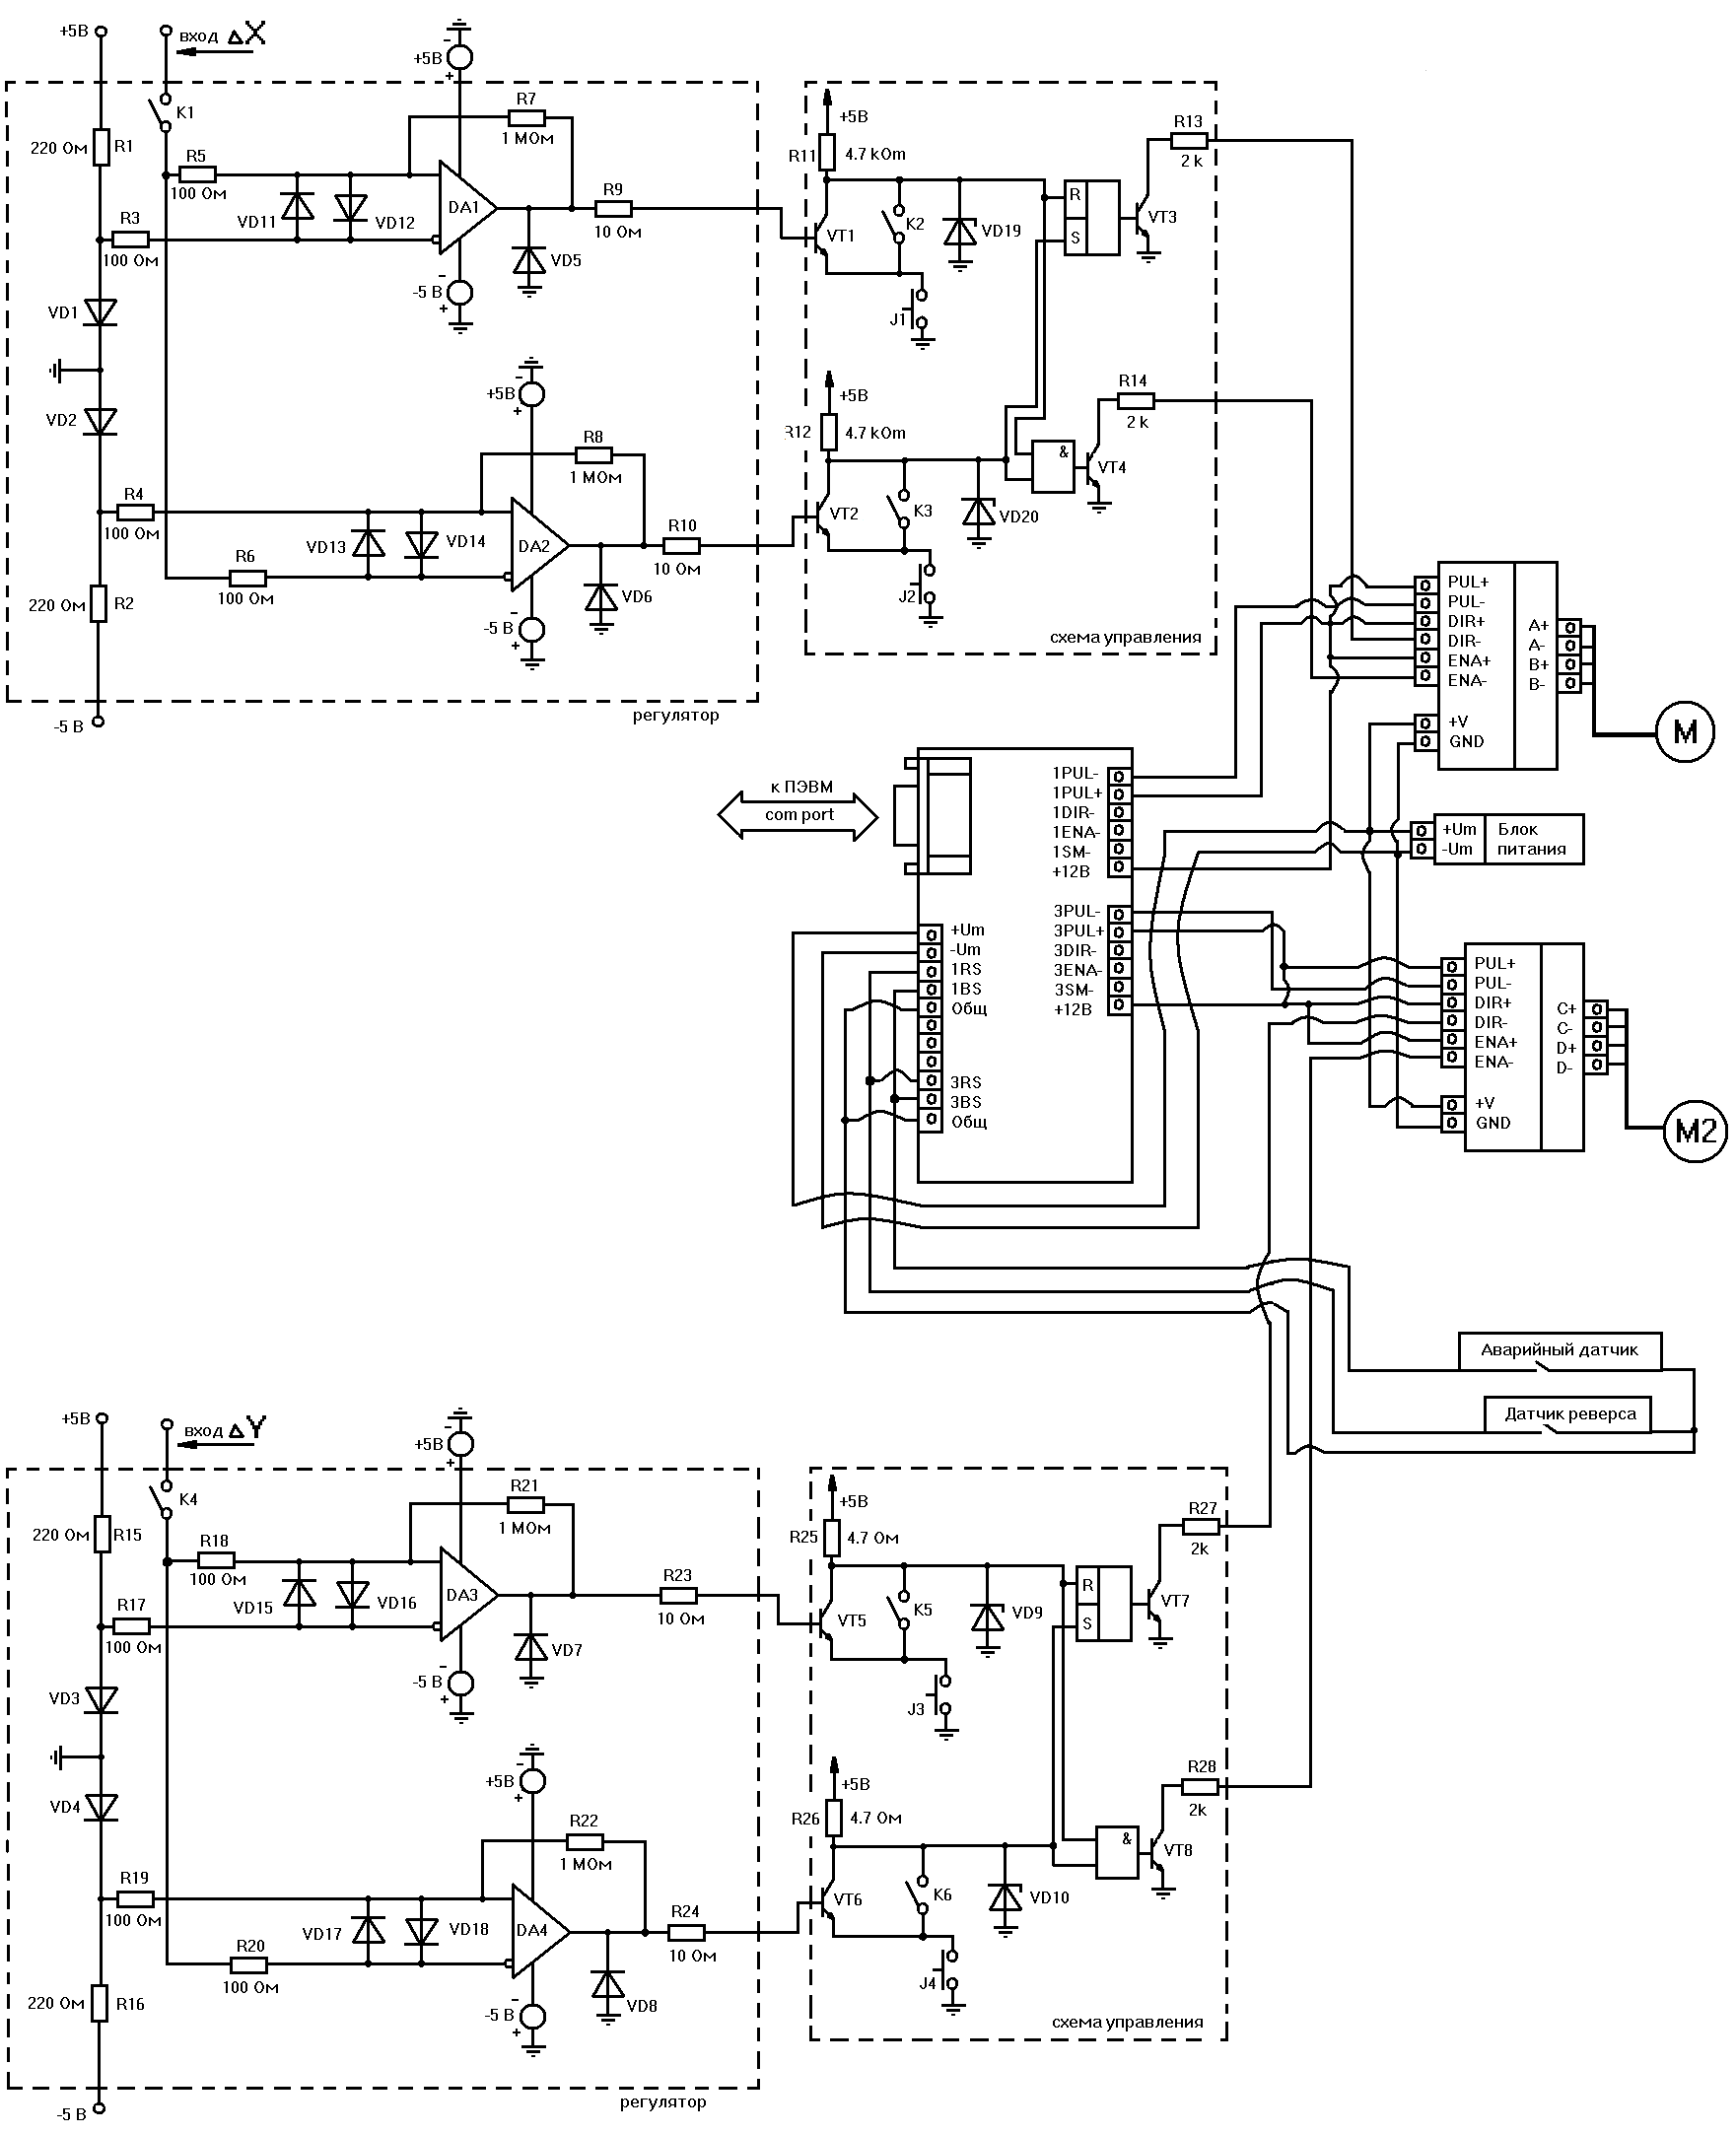 +5В
вход ΔX
+5В
-
+
K1
R7
1 МОм
220 Ом
R1
R5
100 Ом
VD11
VD12
DA1
R9
10 Ом
R3
100 Ом
VD5
-
-5 В
+
VD1
VD2
+5В
-
+
R8
1 МОм
R4
100 Ом
VD13
VD14
DA2
R10
10 Ом
R6
100 Ом
VD6
220 Ом
R2
-
-5 В
+
-5 В
регулятор
+5В
R11
4.7 kОm
VT1
K2
VD19
J1
R
S
VT3
R13
2 k
+5В
R12
4.7 kОm
VT2
K3
VD20
J2
&
VT4
R14
2 k
схема управления
PUL+
PUL-
DIR+
DIR-
ENA+
ENA-
+V
GND
A+
A-
B+
B-
M
к ПЭВМ
com port
1PUL-
1PUL+
1DIR-
1ENA-
1SM-
+12В
3PUL-
3PUL+
3DIR-
3ENA-
3SM-
+12В
+Um
-Um
1RS
1BS
Общ
3RS
3BS
Общ
+Um
-Um
Блок
питания
PUL+
PUL-
DIR+
DIR-
ENA+
ENA-
+V
GND
C+
C-
D+
D-
M2
Аварийный датчик
Датчик реверса
+5В
вход ΔY
+5В
-
+
K4
R21
1 МОм
220 Ом
R15
R18
100 Ом
VD15
VD16
DA3
R23
10 Ом
R17
100 Ом
VD7
-
-5 В
+
VD3
VD4
+5В
-
+
R22
1 МОм
R19
100 Ом
VD17
VD18
DA4
R24
10 Ом
R20
100 Ом
VD8
220 Ом
R16
-
-5 В
+
-5 В
регулятор
+5В
R25
4.7 Ом
VT5
K5
VD9
J3
R
S
VT7
R27
2k
+5В
R26
4.7 Ом
VT6
K6
VD10
J4
&
VT8
R28
2k
схема управления